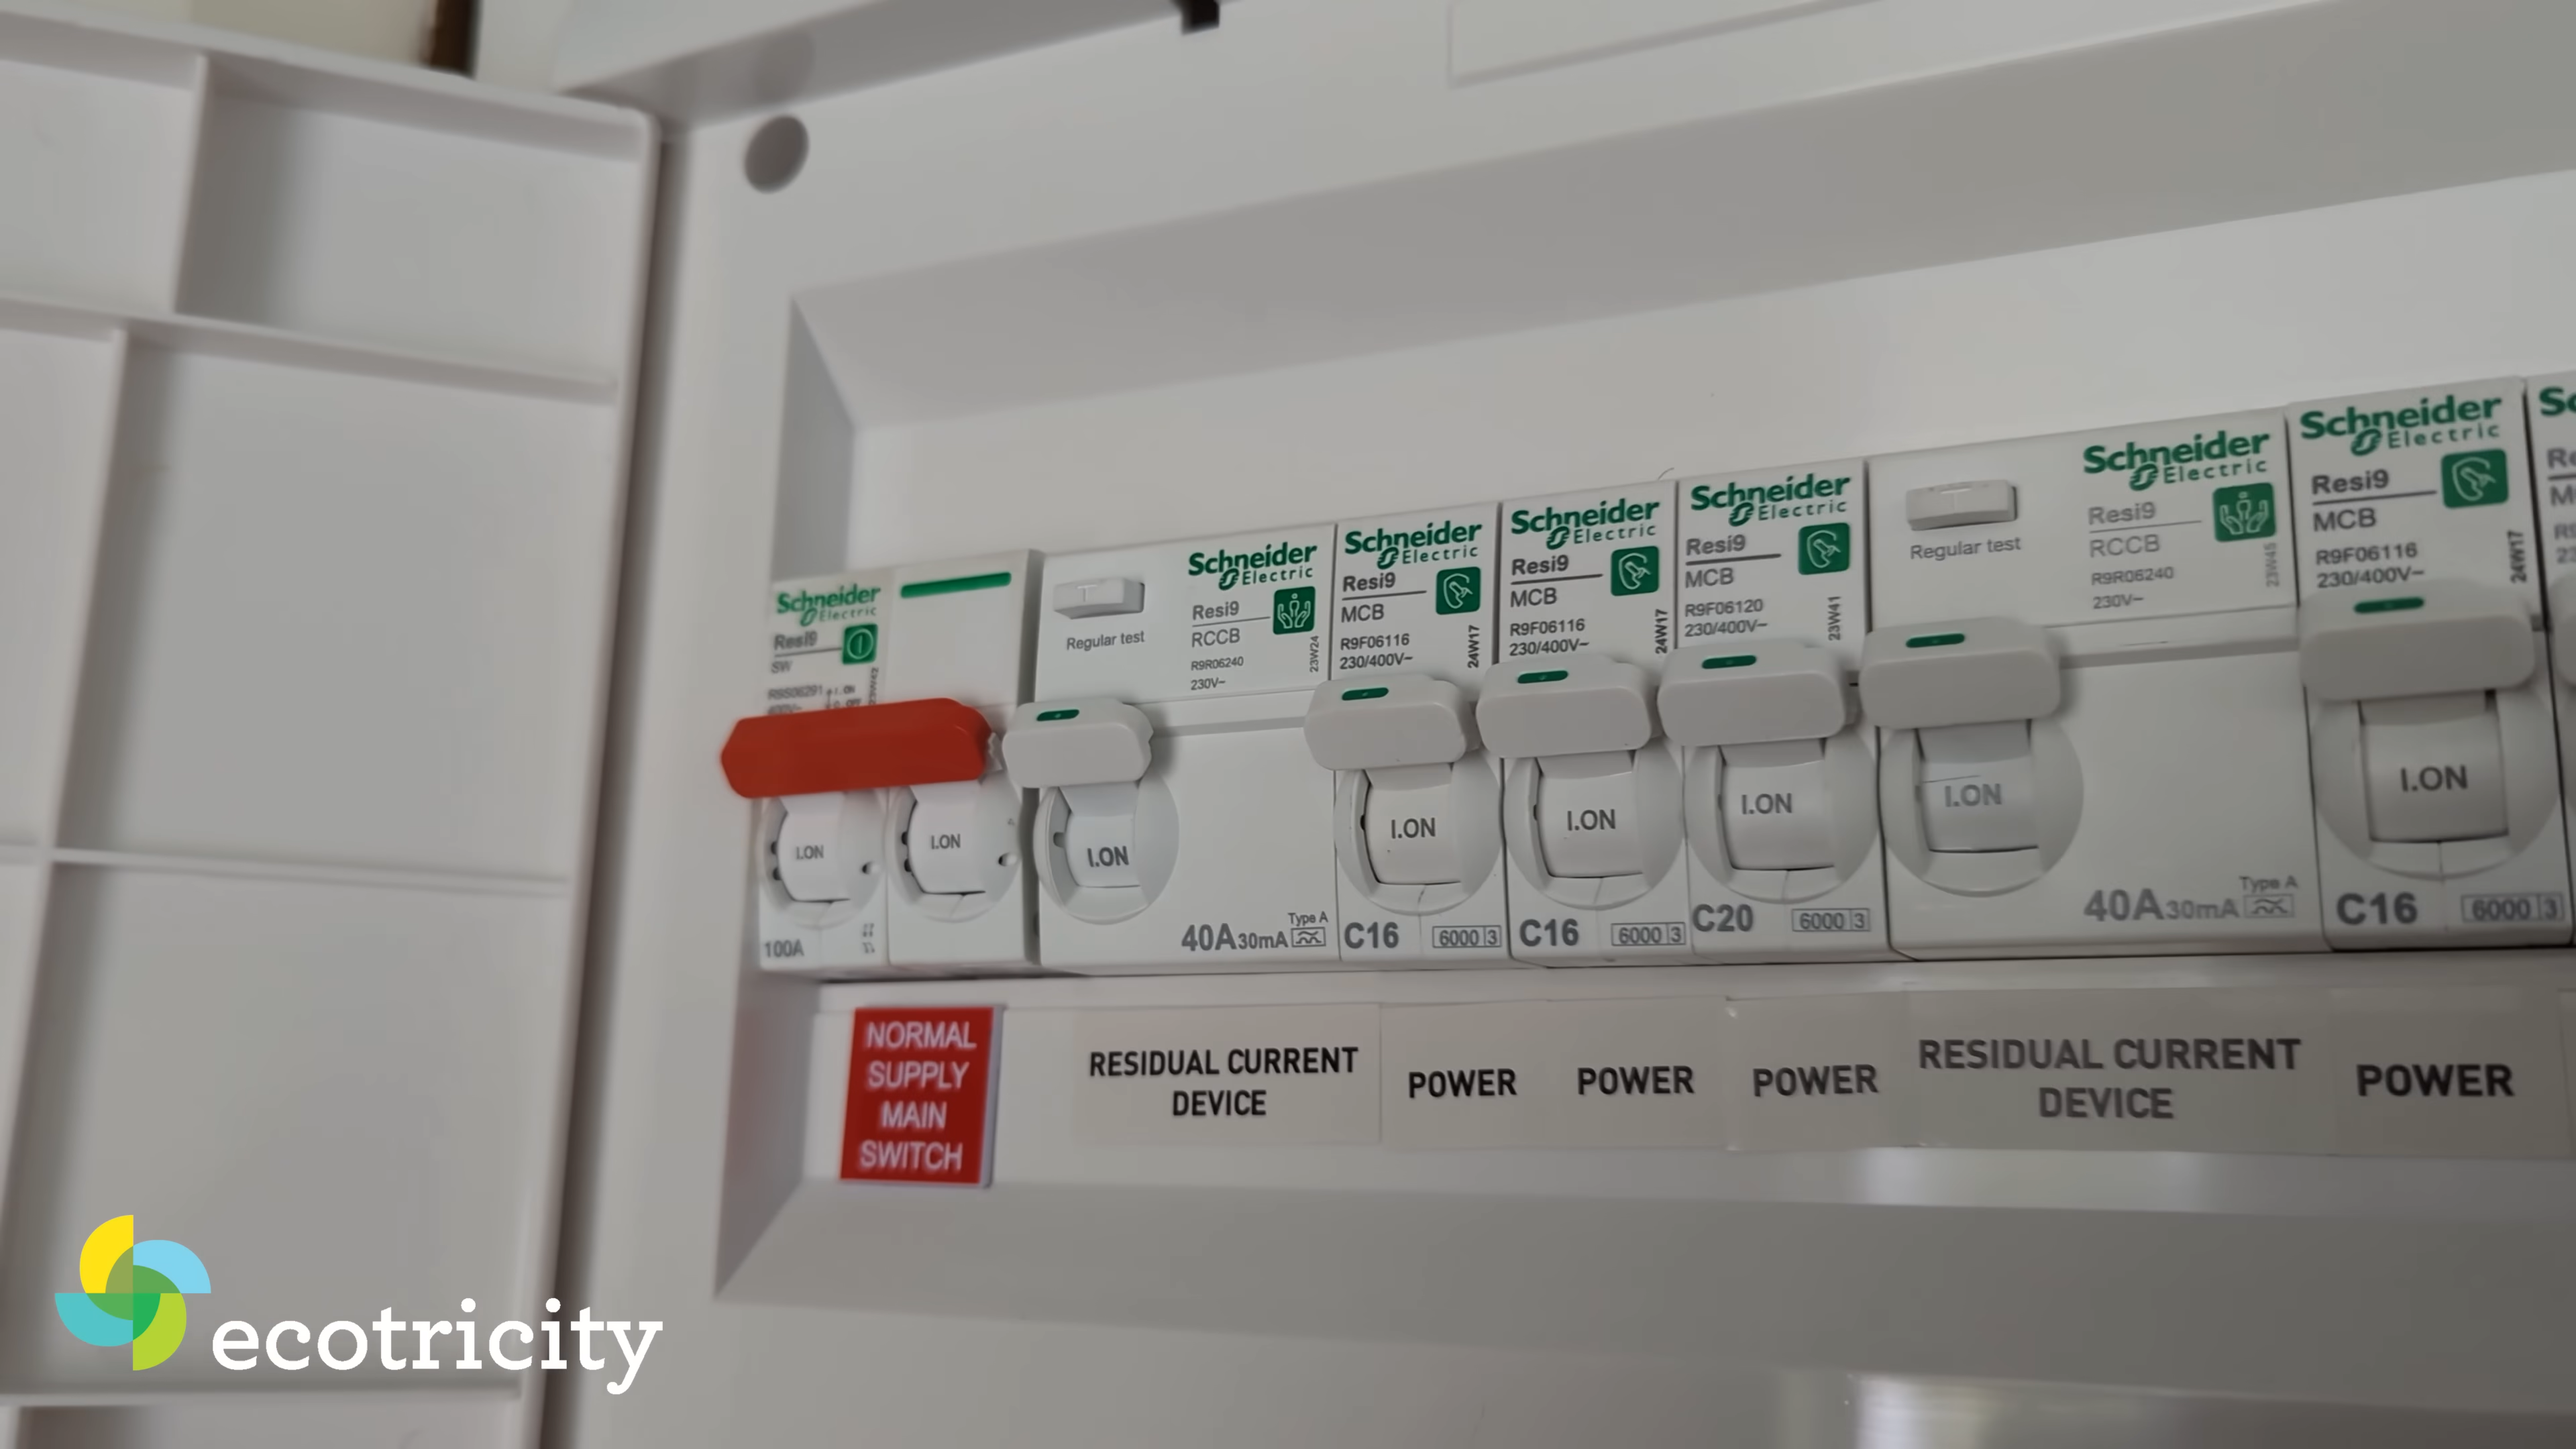 Schneider
Electric
Resi9
SW
R9S06291
I.ON
I.ON
100A
Regular test
Schneider
Electric
Resi9
RCCB
R9R06240
230V~
23W24
I.ON
40A 30mA Type A
Schneider
Electric
Resi9
MCB
R9F06116
230/400V~
24W17
I.ON
C16 6000 3
Schneider
Electric
Resi9
MCB
R9F06116
230/400V~
24W17
I.ON
C16 6000 3
Schneider
Electric
Resi9
MCB
R9F06120
230/400V~
23W41
I.ON
C20 6000 3
Regular test
Schneider
Electric
Resi9
RCCB
R9R06240
230V~
23W45
I.ON
40A 30mA Type A
Schneider
Electric
Resi9
MCB
R9F06116
230/400V~
24W17
I.ON
C16 6000 3
NORMAL
SUPPLY
MAIN
SWITCH
RESIDUAL CURRENT
DEVICE
POWER
POWER
POWER
RESIDUAL CURRENT
DEVICE
POWER
ecotricity